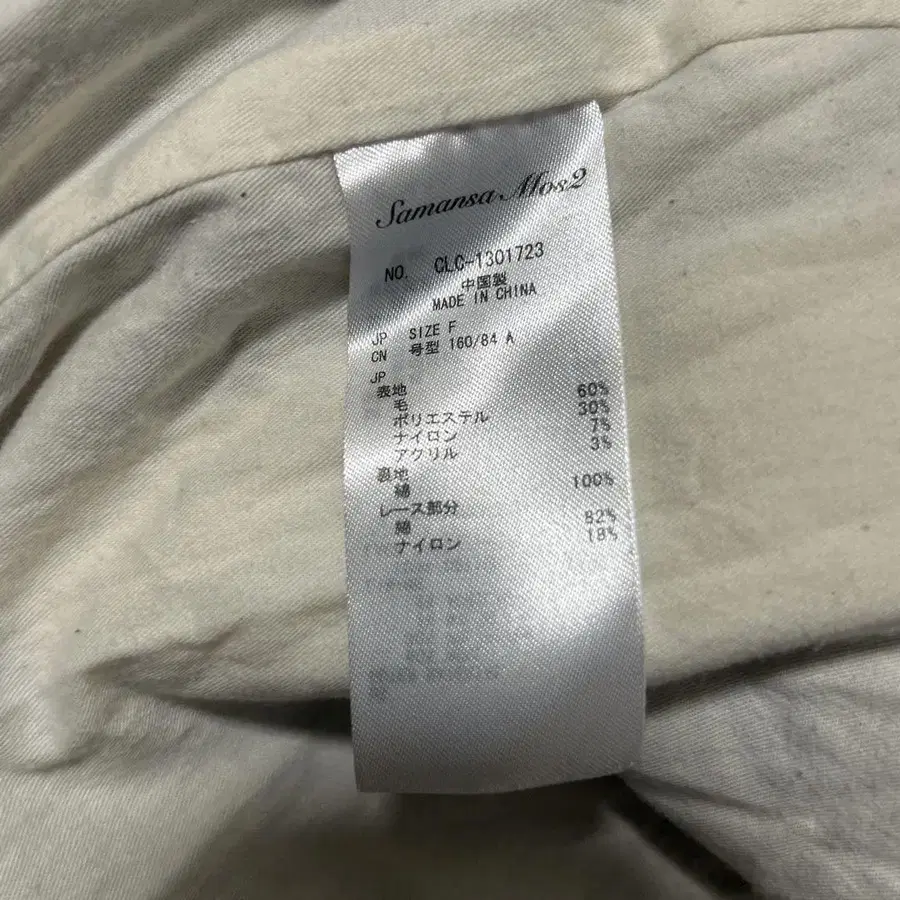 Samansa Mos2
NO. CLC-1301723
中国製
MADE IN CHINA
JP SIZE F
CN 号型 160/84 A
JP
表地
毛 60%
ポリエステル 30%
ナイロン 7%
アクリル 3%
裏地
綿 100%
レース部分
綿 82%
ナイロン 18%